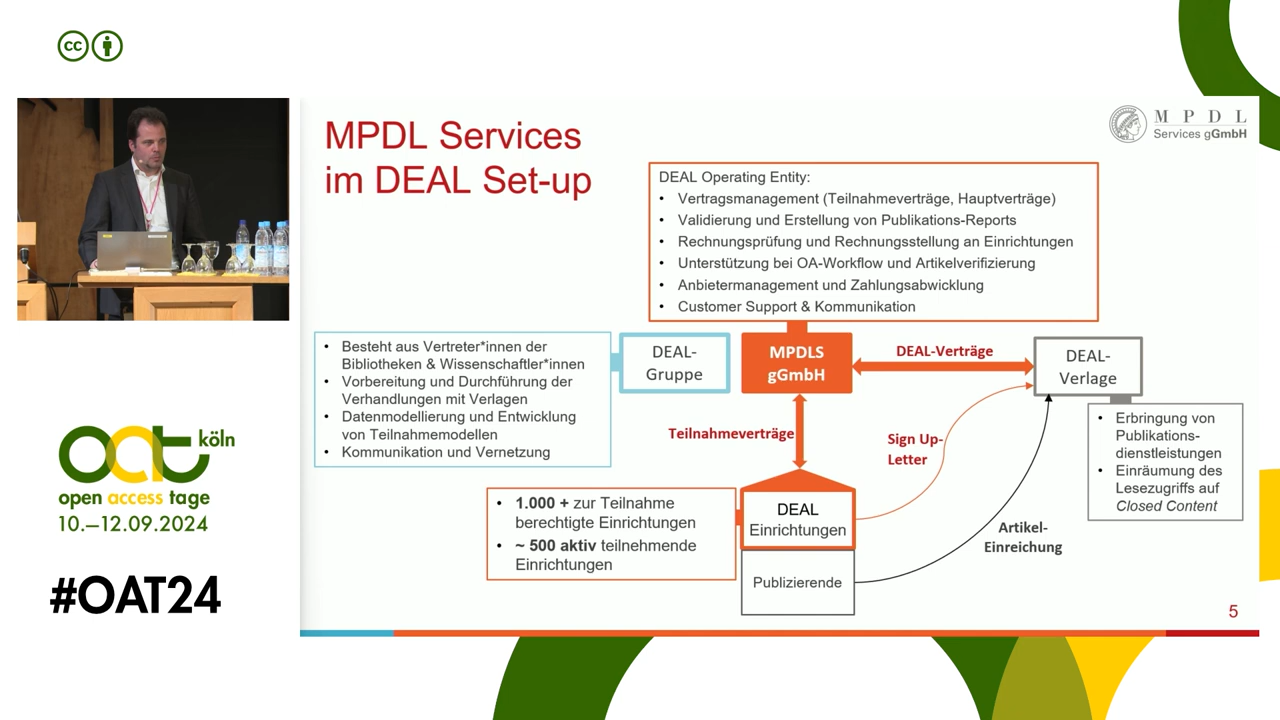 cc
MPDL Services
im DEAL Set-up
M P D L
Services gGmbH
DEAL Operating Entity:
• Vertragsmanagement (Teilnahmeverträge, Hauptverträge)
• Validierung und Erstellung von Publikations-Reports
• Rechnungsprüfung und Rechnungsstellung an Einrichtungen
• Unterstützung bei OA-Workflow und Artikelverifizierung
• Anbietermanagement und Zahlungsabwicklung
• Customer Support & Kommunikation
• Besteht aus Vertreter*innen der
Bibliotheken & Wissenschaftler*innen
• Vorbereitung und Durchführung der
Verhandlungen mit Verlagen
• Datenmodellierung und Entwicklung
von Teilnahmemodellen
• Kommunikation und Vernetzung
DEAL-
Gruppe
MPDLS
gGmbH
DEAL-Verträge
DEAL-
Verlage
• Erbringung von
Publikations-
dienstleistungen
• Einräumung des
Lesezugriffs auf
Closed Content
Teilnahmeverträge
Sign Up-
Letter
• 1.000 + zur Teilnahme
berechtigte Einrichtungen
• ~ 500 aktiv teilnehmende
Einrichtungen
DEAL
Einrichtungen
Publizierende
Artikel-
Einreichung
5
oat köln
open access tage
10.–12.09.2024
#OAT24